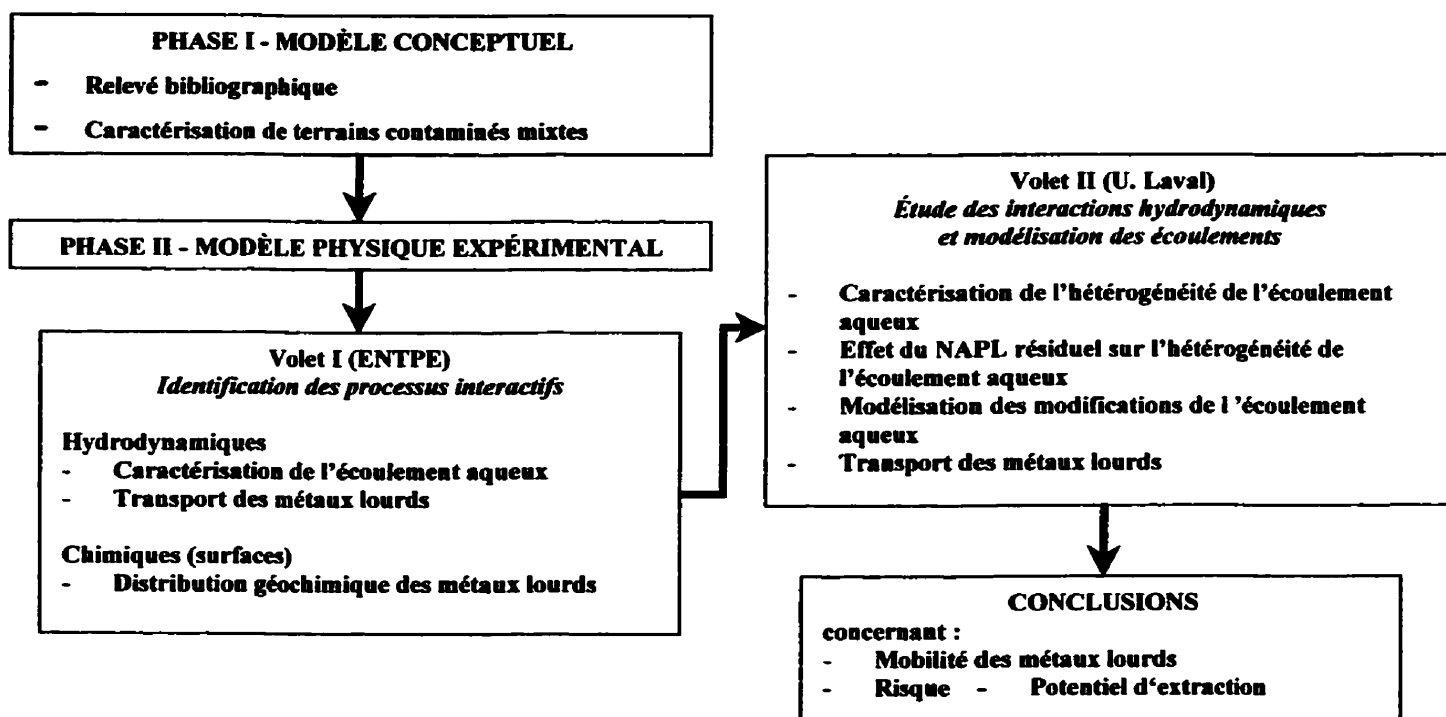 PHASE I - MODÈLE CONCEPTUEL
- Relevé bibliographique
- Caractérisation de terrains contaminés mixtes
PHASE II - MODÈLE PHYSIQUE EXPÉRIMENTAL
Volet I (ENTPE)
Identification des processus interactifs
Hydrodynamiques
- Caractérisation de l'écoulement aqueux
- Transport des métaux lourds
Chimiques (surfaces)
- Distribution géochimique des métaux lourds
Volet II (U. Laval)
Étude des interactions hydrodynamiques
et modélisation des écoulements
- Caractérisation de l'hétérogénéité de l'écoulement
aqueux
- Effet du NAPL résiduel sur l'hétérogénéité de
l'écoulement aqueux
- Modélisation des modifications de l 'écoulement
aqueux
- Transport des métaux lourds
CONCLUSIONS
concernant :
- Mobilité des métaux lourds
- Risque - Potentiel d'extraction